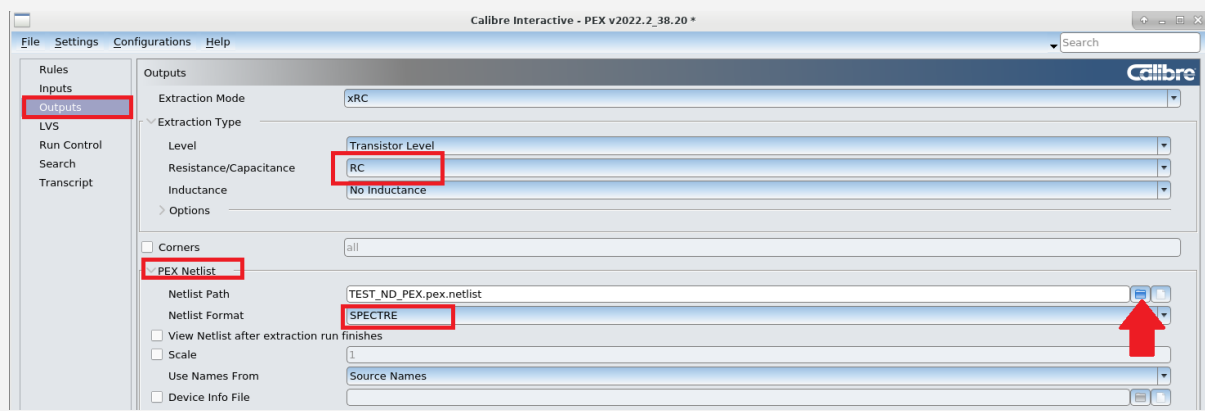 Calibre Interactive - PEX v2022.2_38.20 *
File Settings Configurations Help Search
Rules
Inputs
Outputs
LVS
Run Control
Search
Transcript
Outputs Calibre
Extraction Mode xRC
Extraction Type
Level Transistor Level
Resistance/Capacitance RC
Inductance No Inductance
Options
Corners all
PEX Netlist
Netlist Path TEST_ND_PEX.pex.netlist
Netlist Format SPECTRE
View Netlist after extraction run finishes
Scale 1
Use Names From Source Names
Device Info File